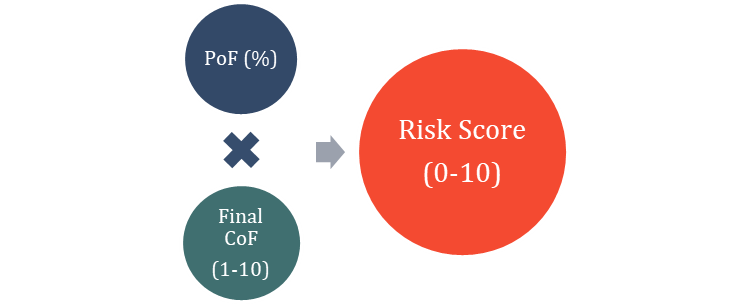 PoF (%)
Final
CoF
(1-10)
Risk Score
(0-10)